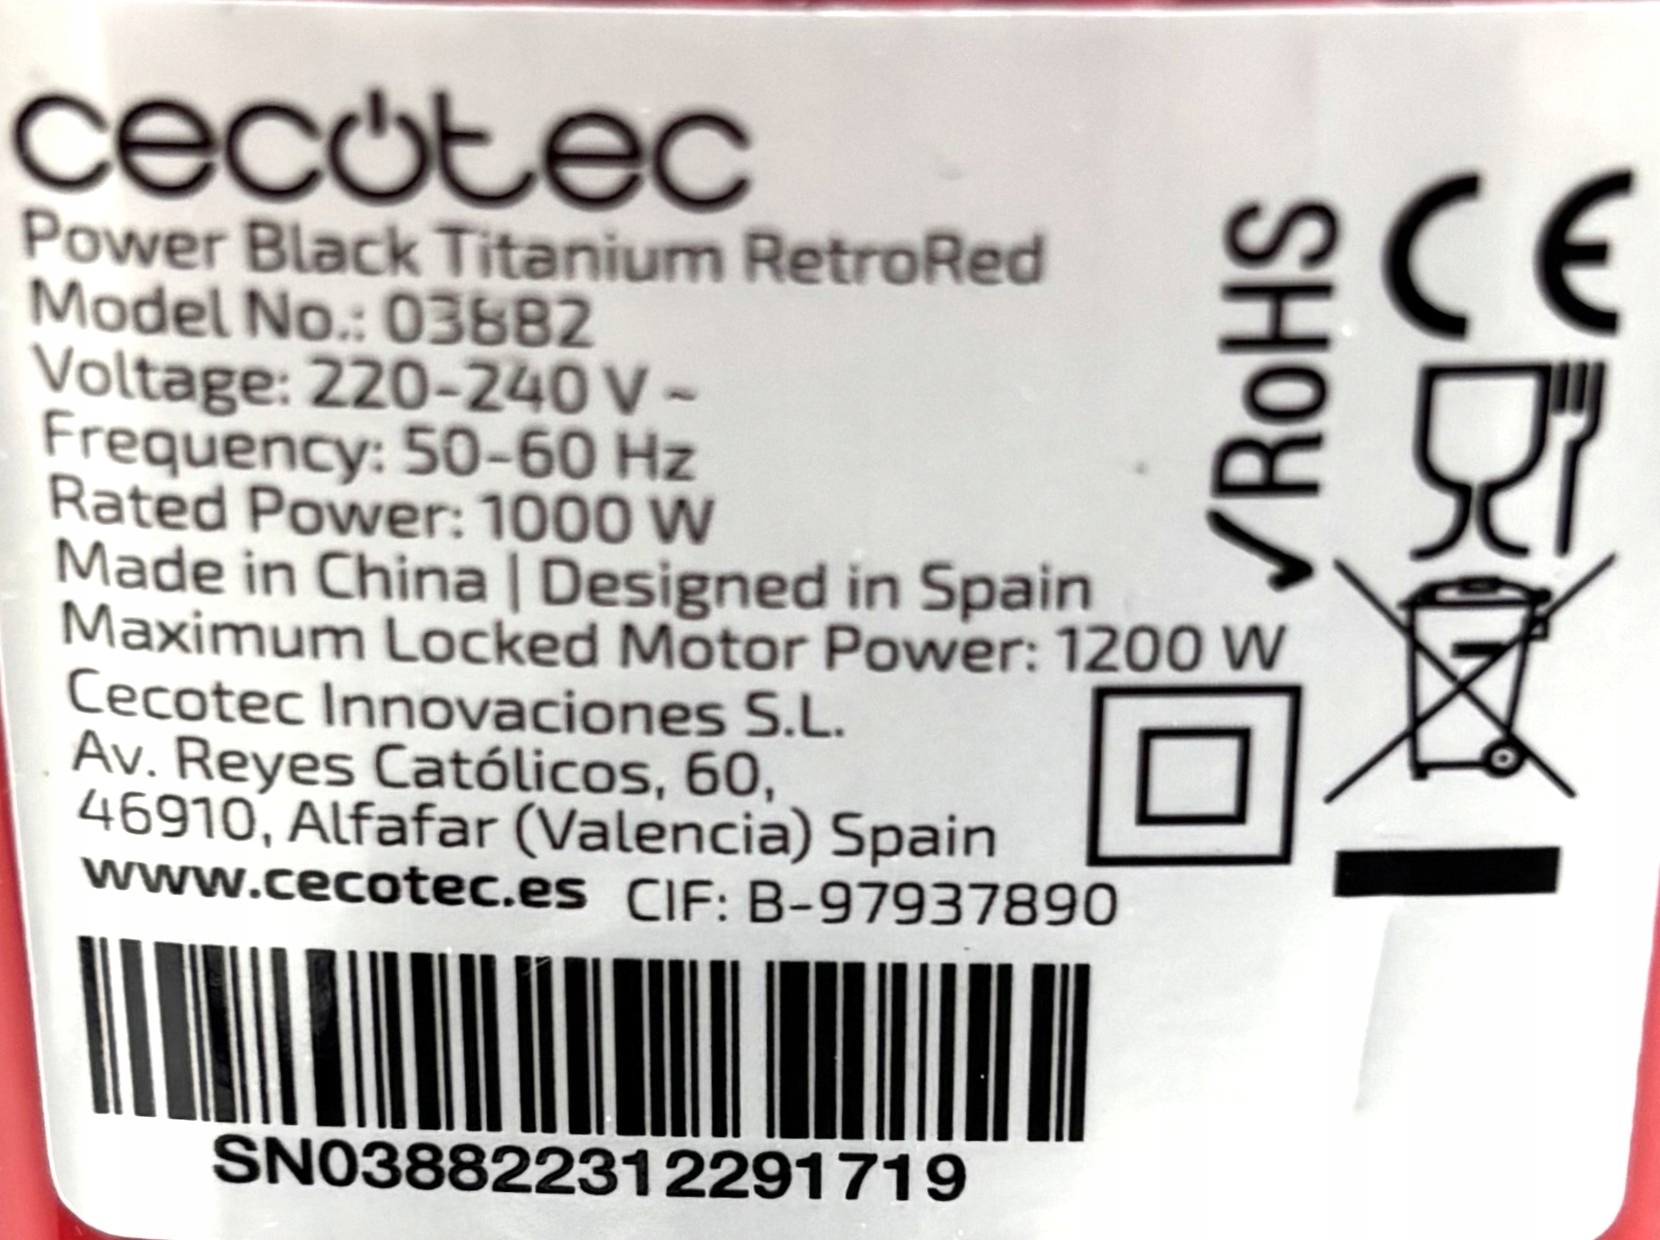 cecotec
Power Black Titanium RetroRed
Model No.: 03882
Voltage: 220-240 V ~
Frequency: 50-60 Hz
Rated Power: 1000 W
Made in China | Designed in Spain
Maximum Locked Motor Power: 1200 W
Cecotec Innovaciones S.L.
Av. Reyes Católicos, 60,
46910, Alfafar (Valencia) Spain
www.cecotec.es CIF: B-97937890
SN038822312291719
✓RoHS
CE